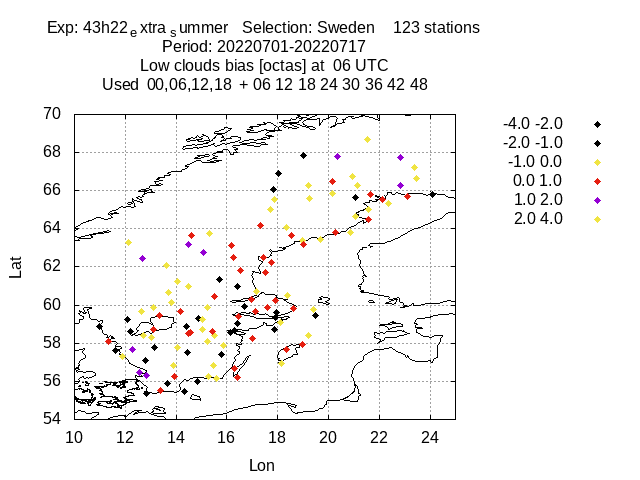 Exp: 43h22extrasummer Selection: Sweden 123 stations
Period: 20220701-20220717
Low clouds bias [octas] at 06 UTC
Used 00,06,12,18 + 06 12 18 24 30 36 42 48
70
68
66
64
62
60
58
56
54
Lat
10 12 14 16 18 20 22 24
Lon
-4.0 -2.0
-2.0 -1.0
-1.0 0.0
0.0 1.0
1.0 2.0
2.0 4.0